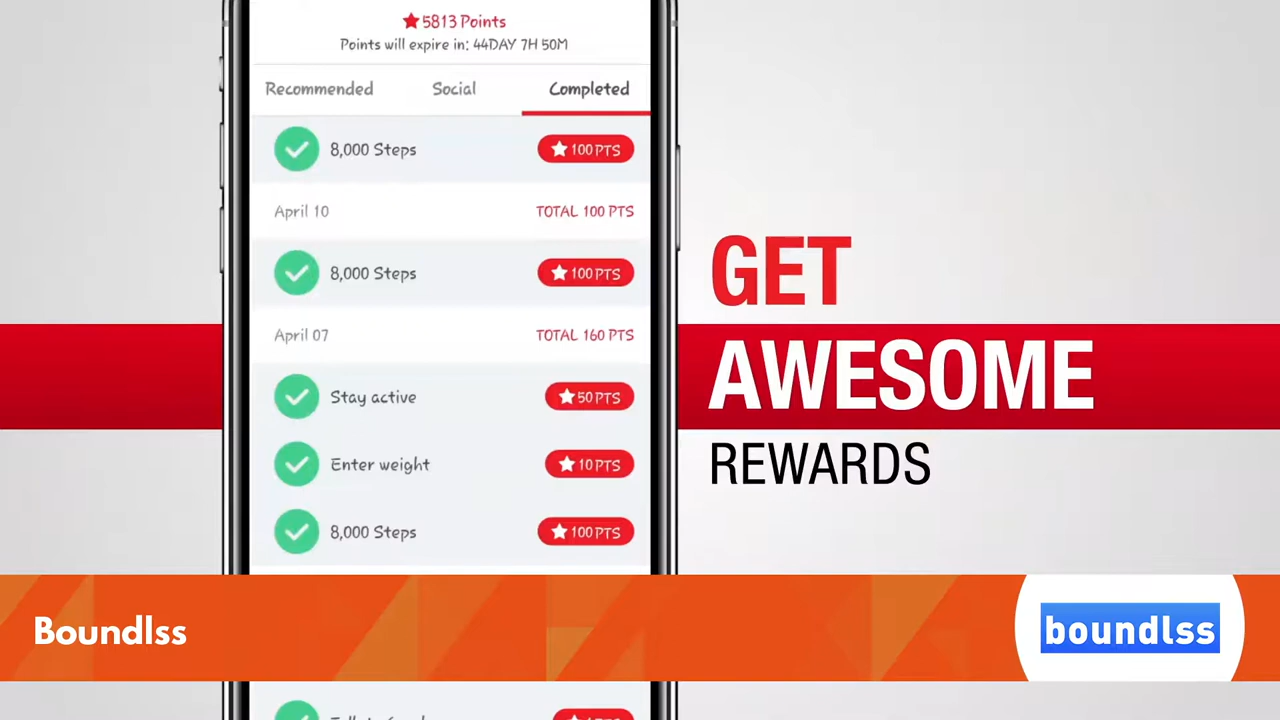 5813 Points
Points will expire in: 44DAY 7H 50M
Recommended Social Completed
8,000 Steps 100 PTS
April 10 TOTAL 100 PTS
8,000 Steps 100 PTS
April 07 TOTAL 160 PTS
Stay active 50 PTS
Enter weight 10 PTS
8,000 Steps 100 PTS
GET
AWESOME
REWARDS
Boundlss
boundlss